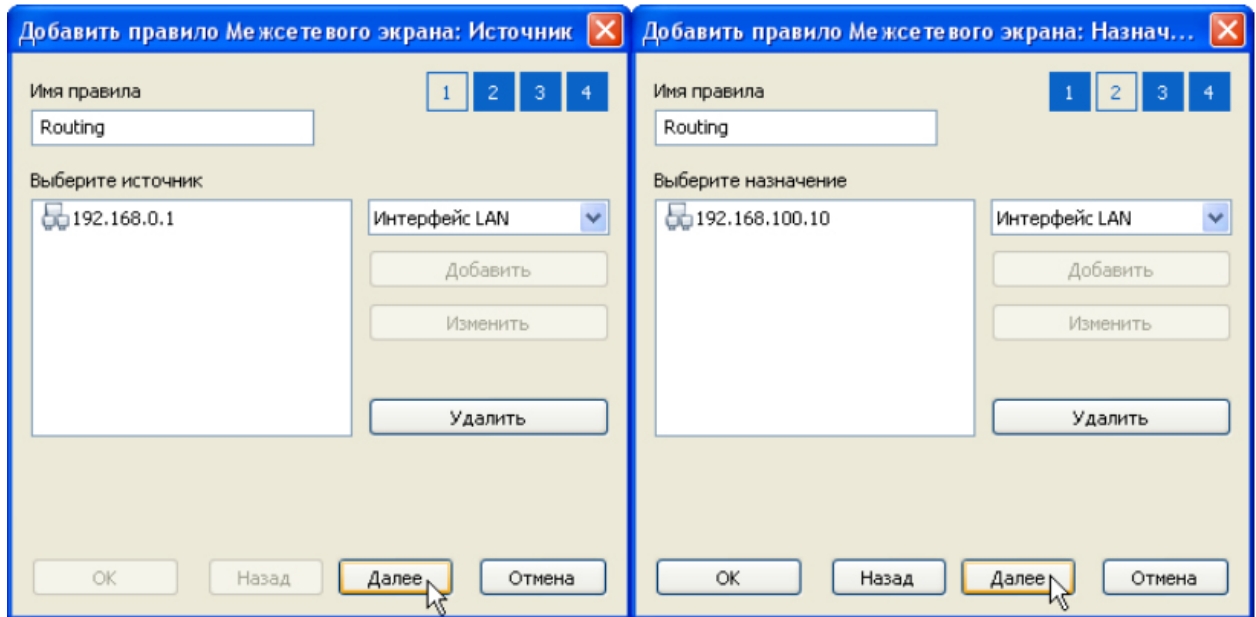 Добавить правило Межсетевого экрана: Источник
Имя правила
1 2 3 4
Routing
Выберите источник
192.168.0.1
Интерфейс LAN
Добавить
Изменить
Удалить
ОК Назад Далее Отмена
Добавить правило Межсетевого экрана: Назнач...
Имя правила
1 2 3 4
Routing
Выберите назначение
192.168.100.10
Интерфейс LAN
Добавить
Изменить
Удалить
ОК Назад Далее Отмена